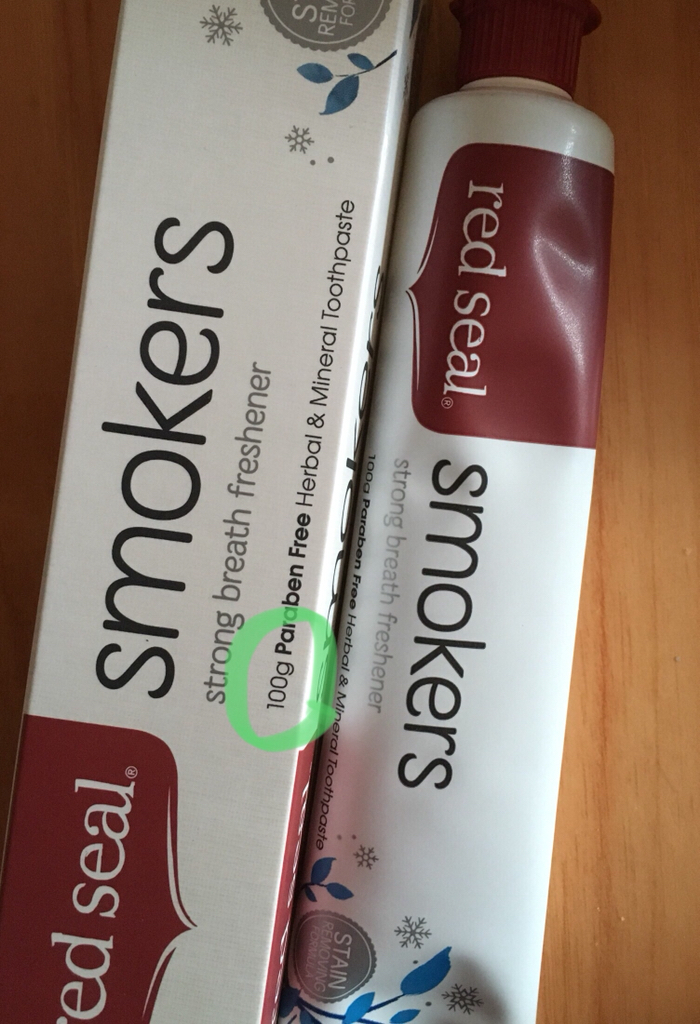 red seal®
smokers
strong breath freshener
100g Paraben Free Herbal & Mineral Toothpaste
red seal®
smokers
strong breath freshener
100g Paraben Free Herbal & Mineral Toothpaste
STAIN
REMOVING
FORMULA